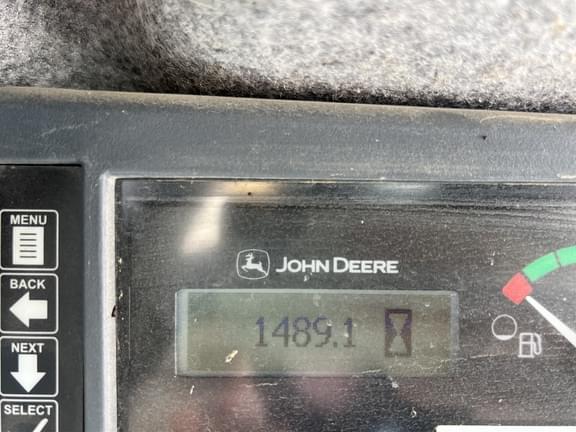 MENU
BACK
NEXT
SELECT
JOHN DEERE
1489.1